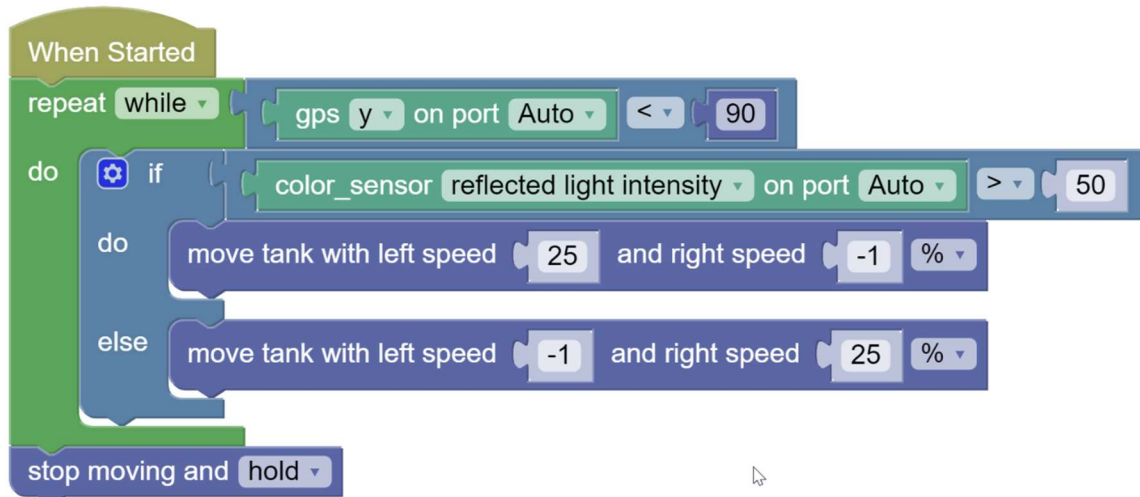 When Started
repeat while gps y on port Auto < 90
do if color_sensor reflected light intensity on port Auto > 50
do move tank with left speed 25 and right speed -1 %
else move tank with left speed -1 and right speed 25 %
stop moving and hold